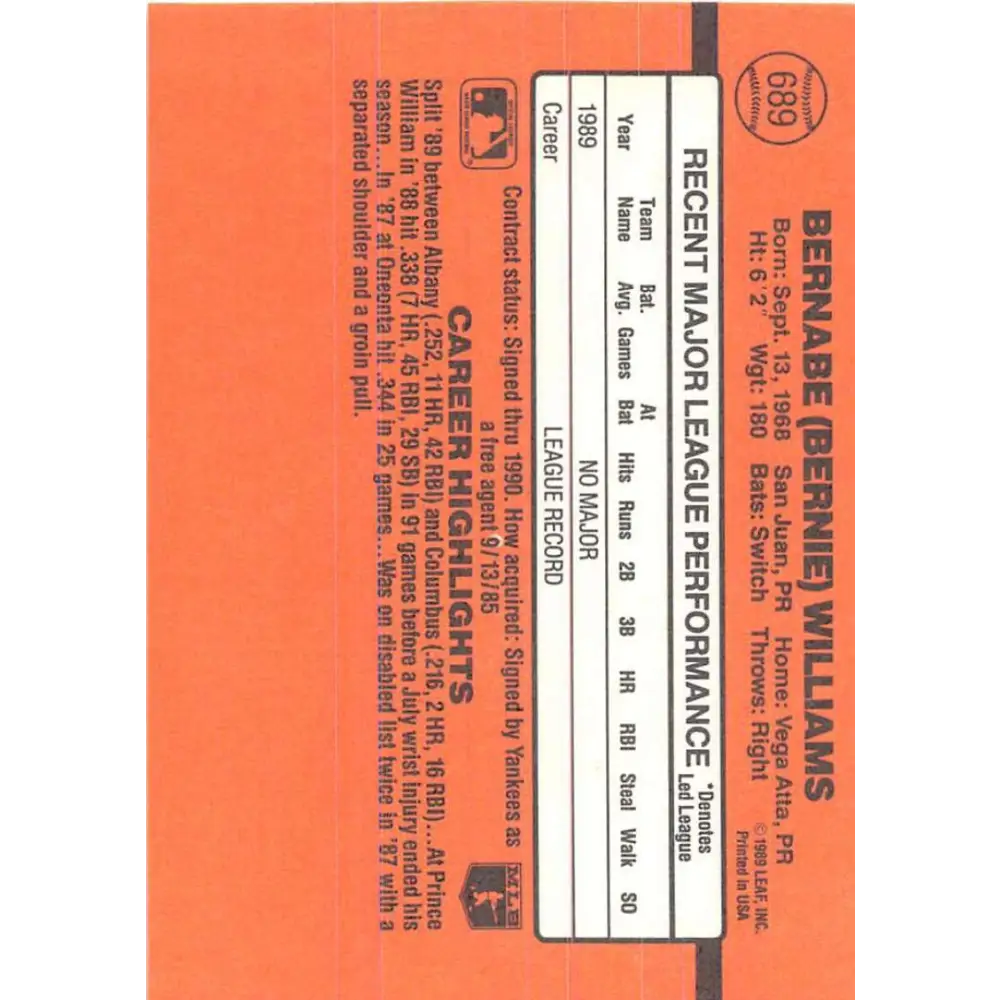 689
BERNABE (BERNIE) WILLIAMS
Born: Sept. 13, 1968 San Juan, PR Home: Vega Atta, PR
Ht: 6'2" Wgt: 180 Bats: Switch Throws: Right
© 1989 LEAF, INC.
Printed in USA
RECENT MAJOR LEAGUE PERFORMANCE
*Denotes
Led League
Year Team Name Bat. Avg. Games At Bat Hits Runs 2B 3B HR RBI Steal Walk SO
1989 NO MAJOR
Career LEAGUE RECORD
Contract status: Signed thru 1990. How acquired: Signed by Yankees as
a free agent 9/13/85
MLB
CAREER HIGHLIGHTS
Split '89 between Albany (.252, 11 HR, 42 RBI) and Columbus (.216, 2 HR, 16 RBI)...At Prince
William in '88 hit .338 (7 HR, 45 RBI, 29 SB) in 91 games before a July wrist injury ended his
season...In '87 at Oneonta hit .344 in 25 games...Was on disabled list twice in '87 with a
separated shoulder and a groin pull.